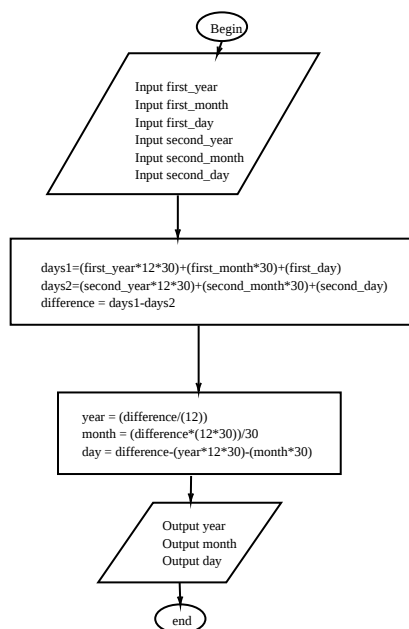 Begin
Input first_year
Input first_month
Input first_day
Input second_year
Input second_month
Input second_day
days1=(first_year*12*30)+(first_month*30)+(first_day)
days2=(second_year*12*30)+(second_month*30)+(second_day)
difference = days1-days2
year = (difference/(12))
month = (difference*(12*30))/30
day = difference-(year*12*30)-(month*30)
Output year
Output month
Output day
end